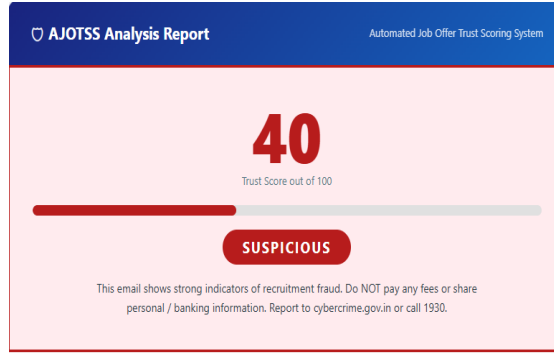 AJOTSS Analysis Report
Automated Job Offer Trust Scoring System
40
Trust Score out of 100
SUSPICIOUS
This email shows strong indicators of recruitment fraud. Do NOT pay any fees or share
personal / banking information. Report to cybercrime.gov.in or call 1930.